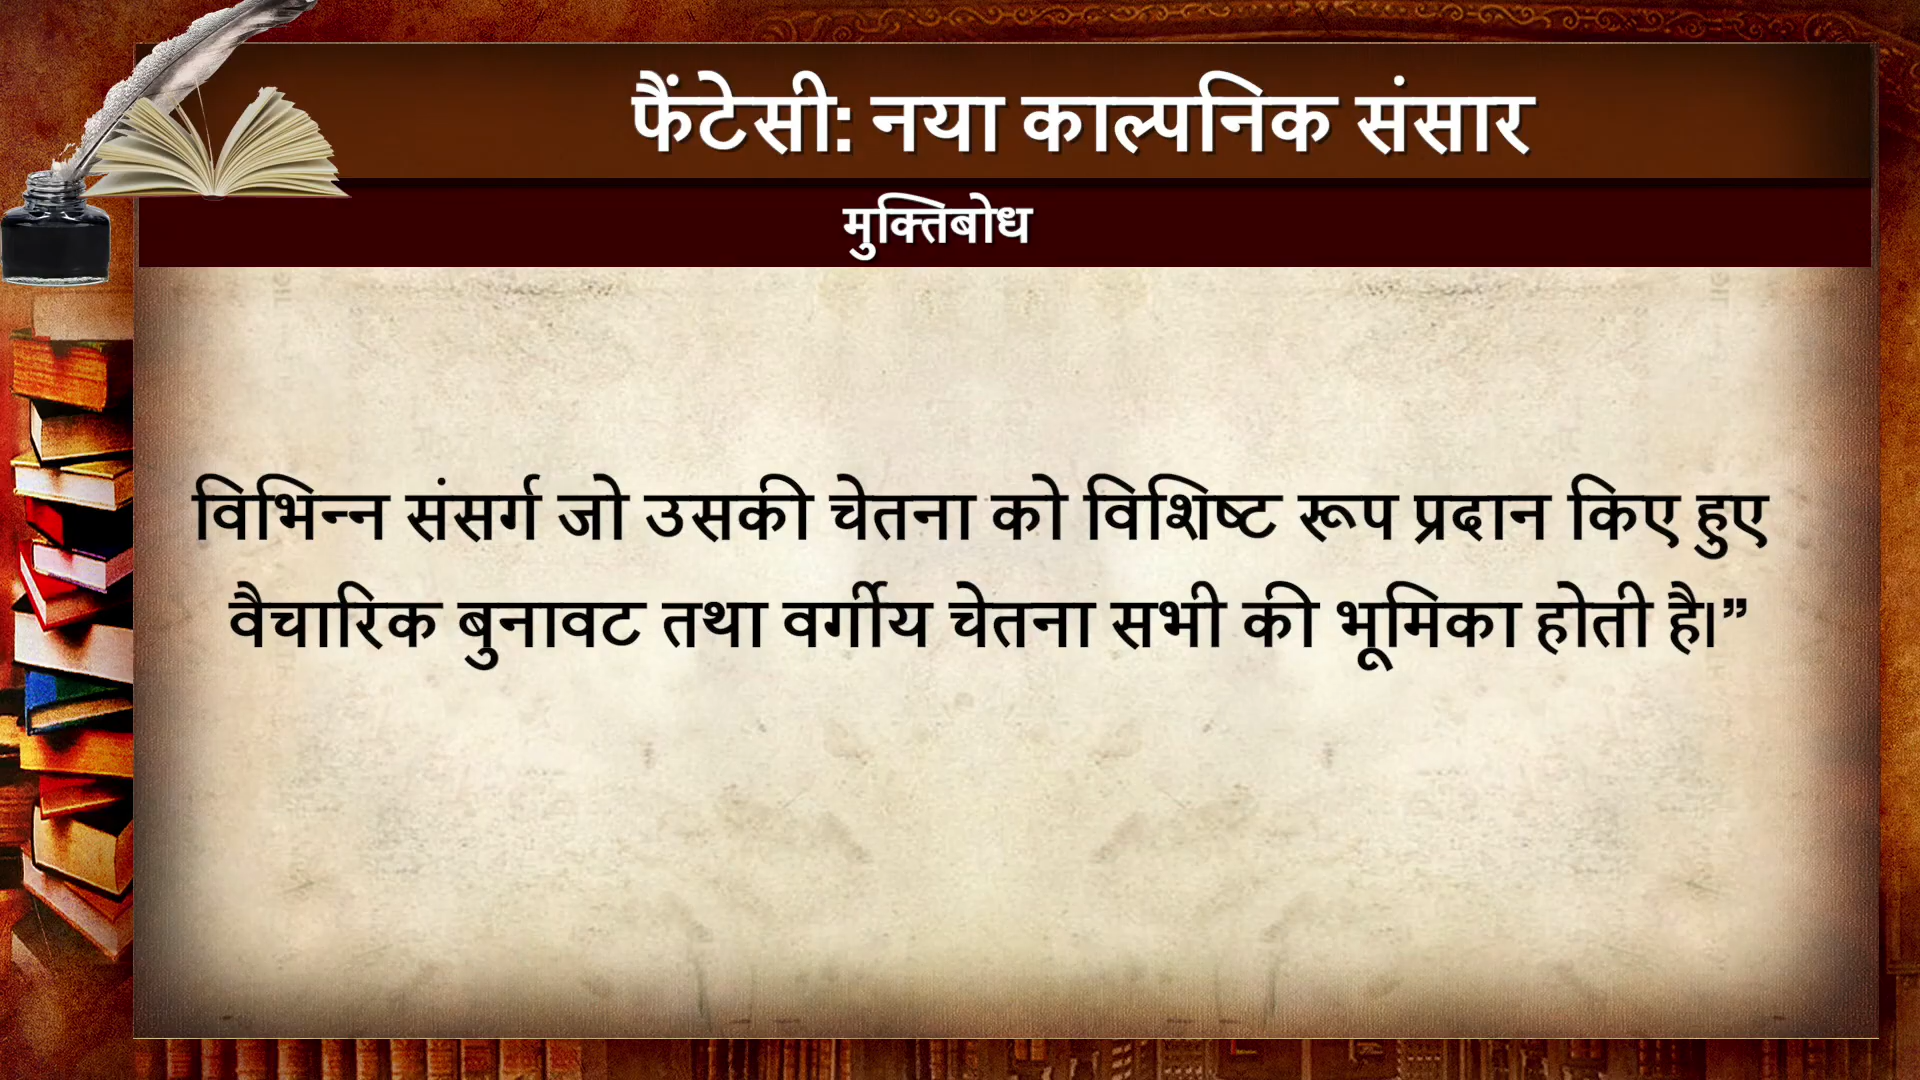 फैंटेसी: नया काल्पनिक संसार
मुक्तिबोध
विभिन्न संसर्ग जो उसकी चेतना को विशिष्ट रूप प्रदान किए हुए
वैचारिक बुनावट तथा वर्गीय चेतना सभी की भूमिका होती है।”